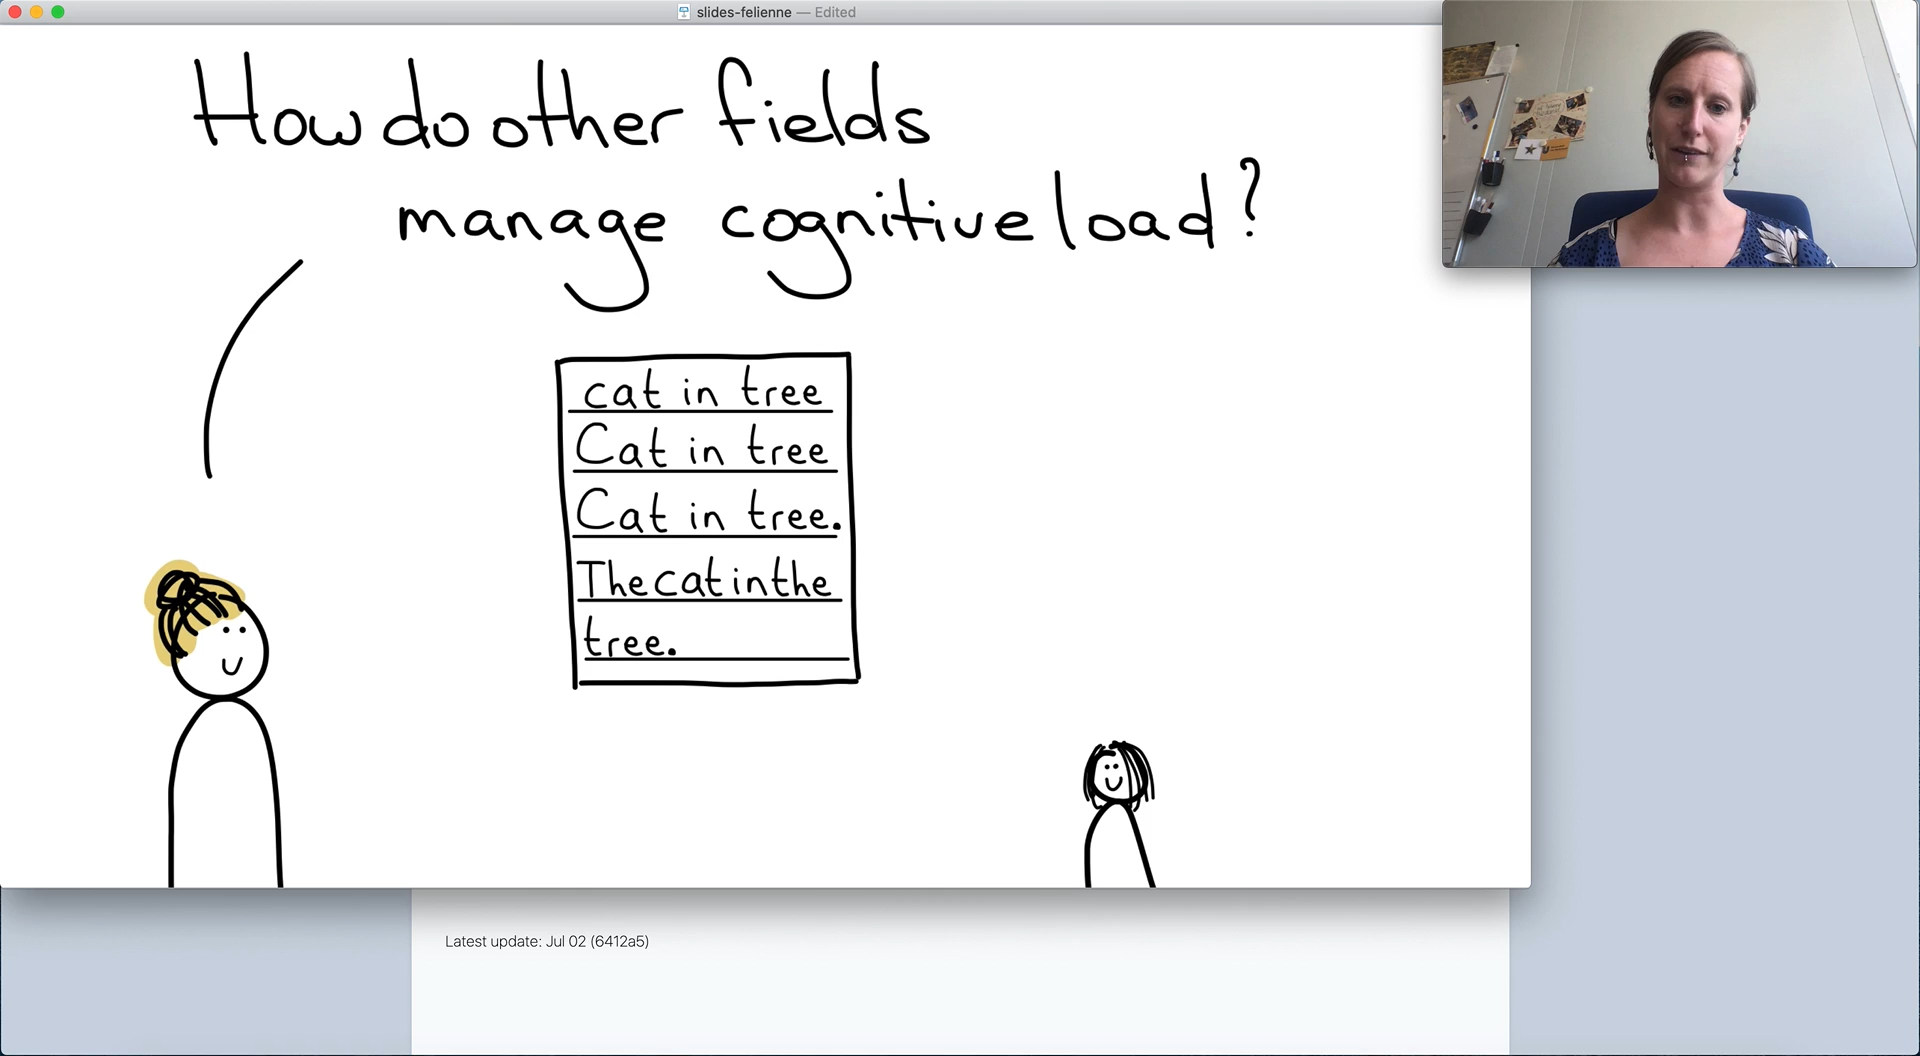 slides-felienne — Edited
How do other fields
manage cognitive load?
cat in tree
Cat in tree
Cat in tree.
The cat in the
tree.
Latest update: Jul 02 (6412a5)